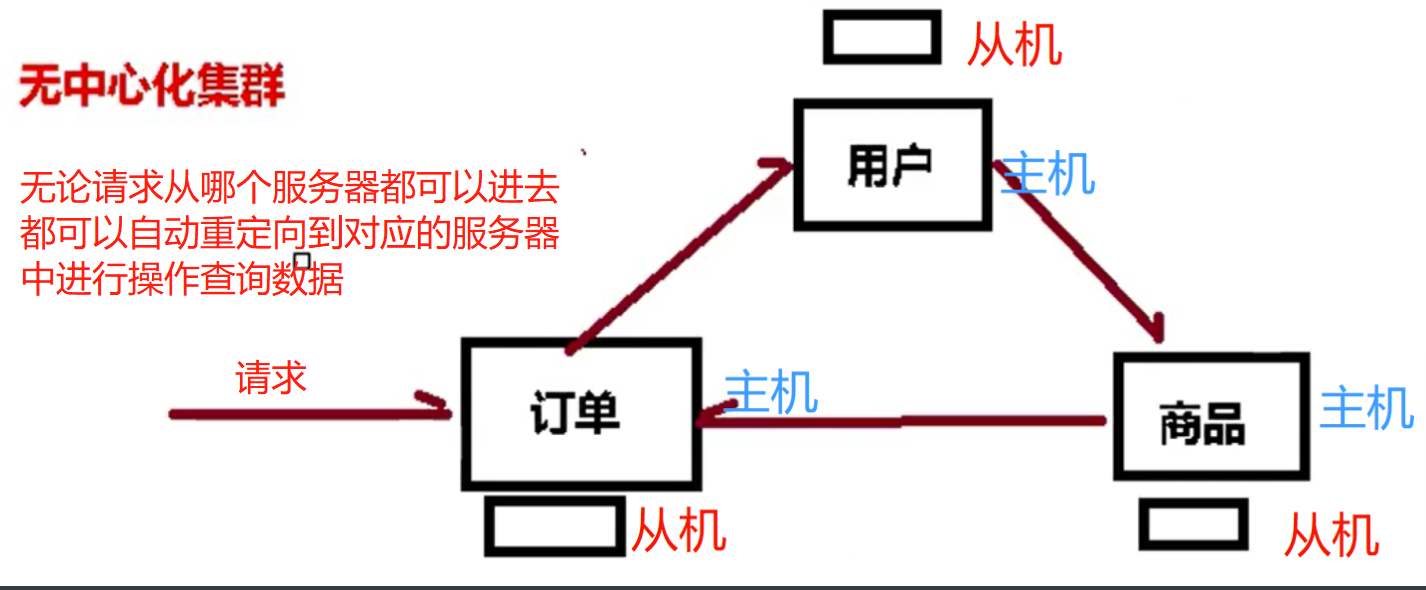 从机
无中心化集群
用户
主机
无论请求从哪个服务器都可以进去
都可以自动重定向到对应的服务器
中进行操作查询数据
请求
订单
主机
商品
主机
从机
从机